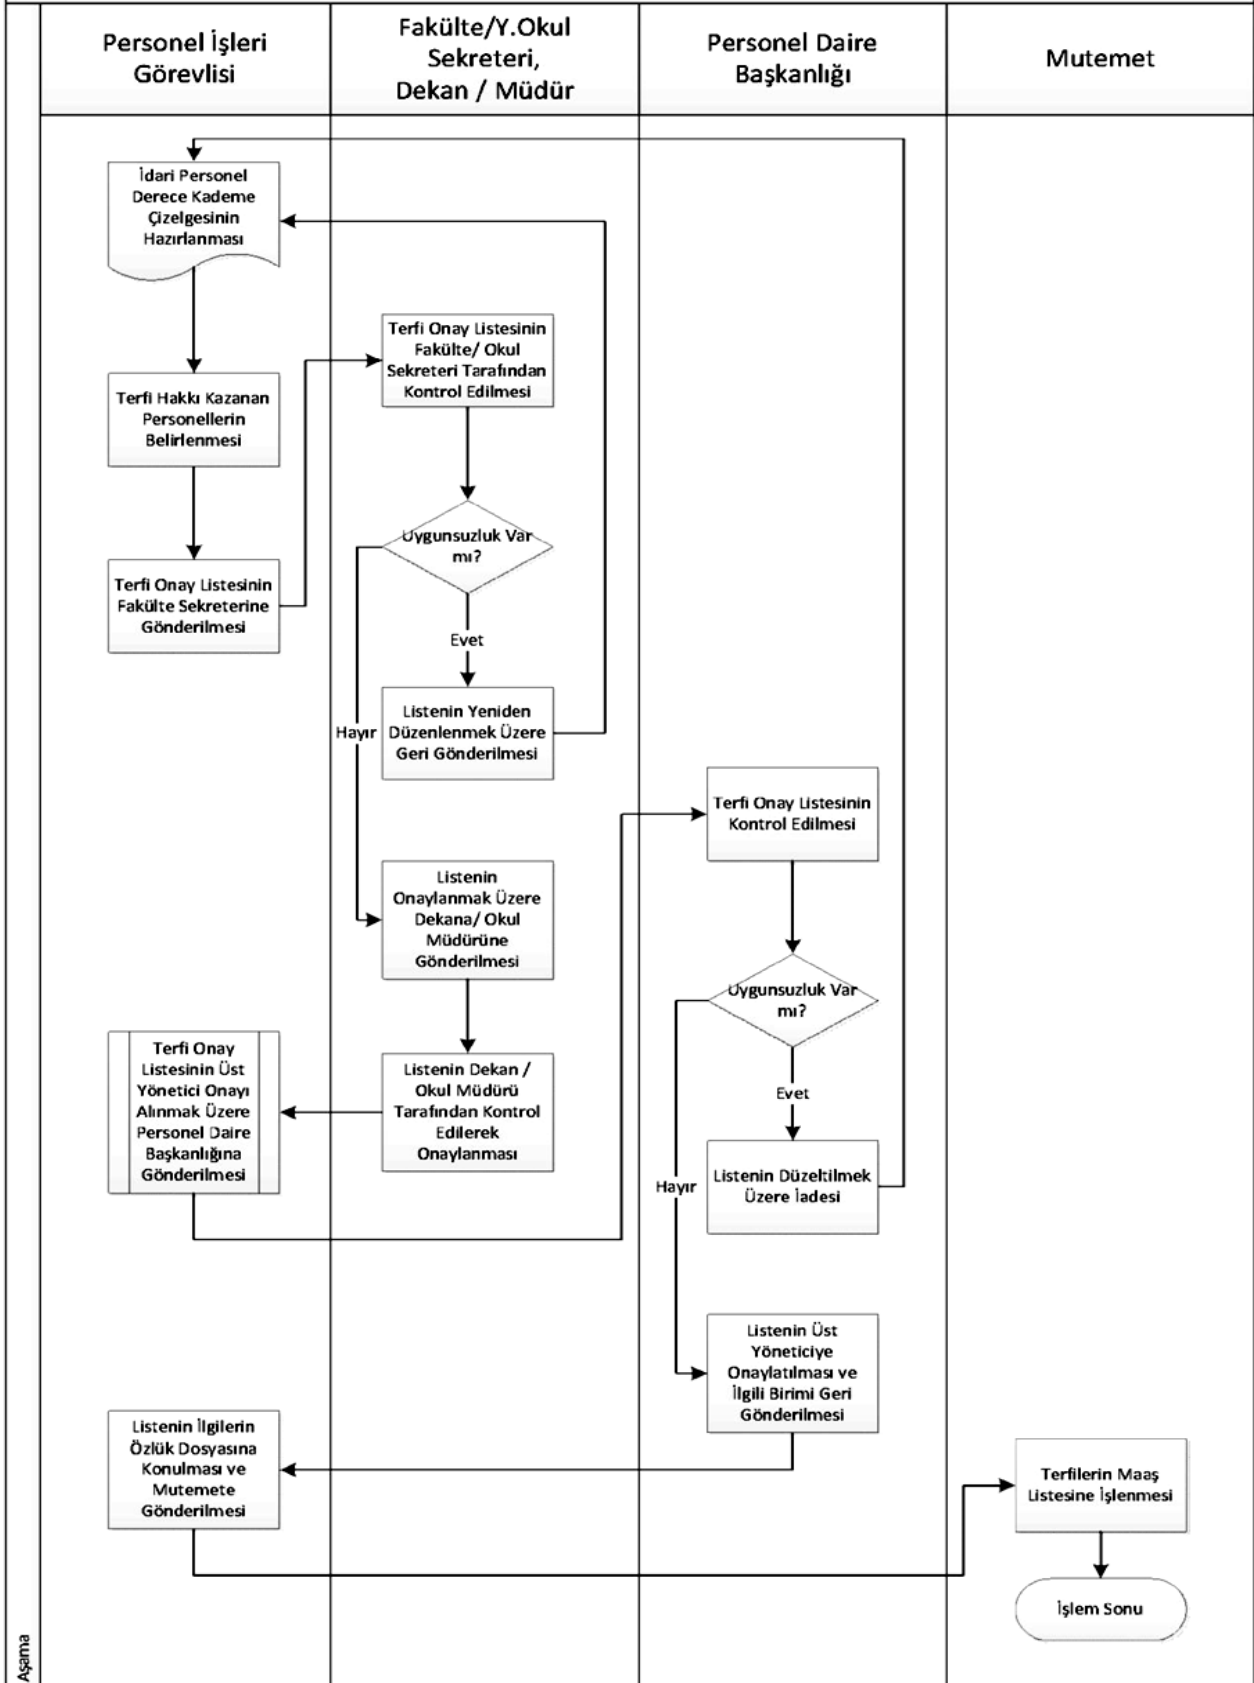 Personel İşleri
Görevlisi
Fakülte/Y.Okul
Sekreteri,
Dekan / Müdür
Personel Daire
Başkanlığı
Mutemet
İdari Personel
Derece Kademe
Çizelgesinin
Hazırlanması
Terfi Hakkı Kazanan
Personellerin
Belirlenmesi
Terfi Onay Listesinin
Fakülte Sekreterine
Gönderilmesi
Terfi Onay Listesinin
Fakülte/ Okul
Sekreteri Tarafından
Kontrol Edilmesi
Uygunsuzluk Var
mı?
Evet
Hayır
Listenin Yeniden
Düzenlenmek Üzere
Geri Gönderilmesi
Listenin
Onaylanmak Üzere
Dekana/ Okul
Müdürüne
Gönderilmesi
Listenin Dekan /
Okul Müdürü
Tarafından Kontrol
Edilerek
Onaylanması
Terfi Onay
Listesinin Üst
Yönetici Onayı
Alınmak Üzere
Personel Daire
Başkanlığına
Gönderilmesi
Terfi Onay Listesinin
Kontrol Edilmesi
Uygunsuzluk Var
mı?
Evet
Hayır
Listenin Düzeltilmek
Üzere İadesi
Listenin Üst
Yöneticiye
Onaylatılması ve
İlgili Birimi Geri
Gönderilmesi
Listenin İlgilerin
Özlük Dosyasına
Konulması ve
Mutemete
Gönderilmesi
Terfilerin Maaş
Listesine İşlenmesi
İşlem Sonu
Aşama